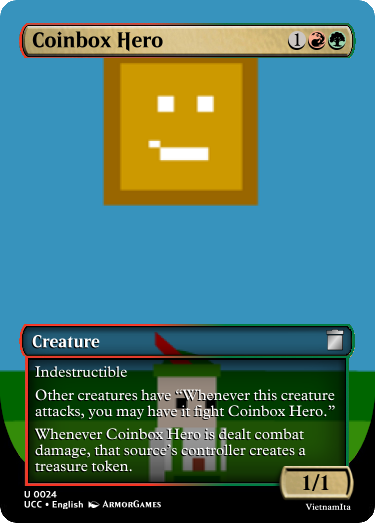 Coinbox Hero 1
Creature
Indestructible
Other creatures have “Whenever this creature
attacks, you may have it fight Coinbox Hero.”
Whenever Coinbox Hero is dealt combat
damage, that source's controller creates a
treasure token.
1/1
U 0024
UCC • English ArmorGames
VietnamIta